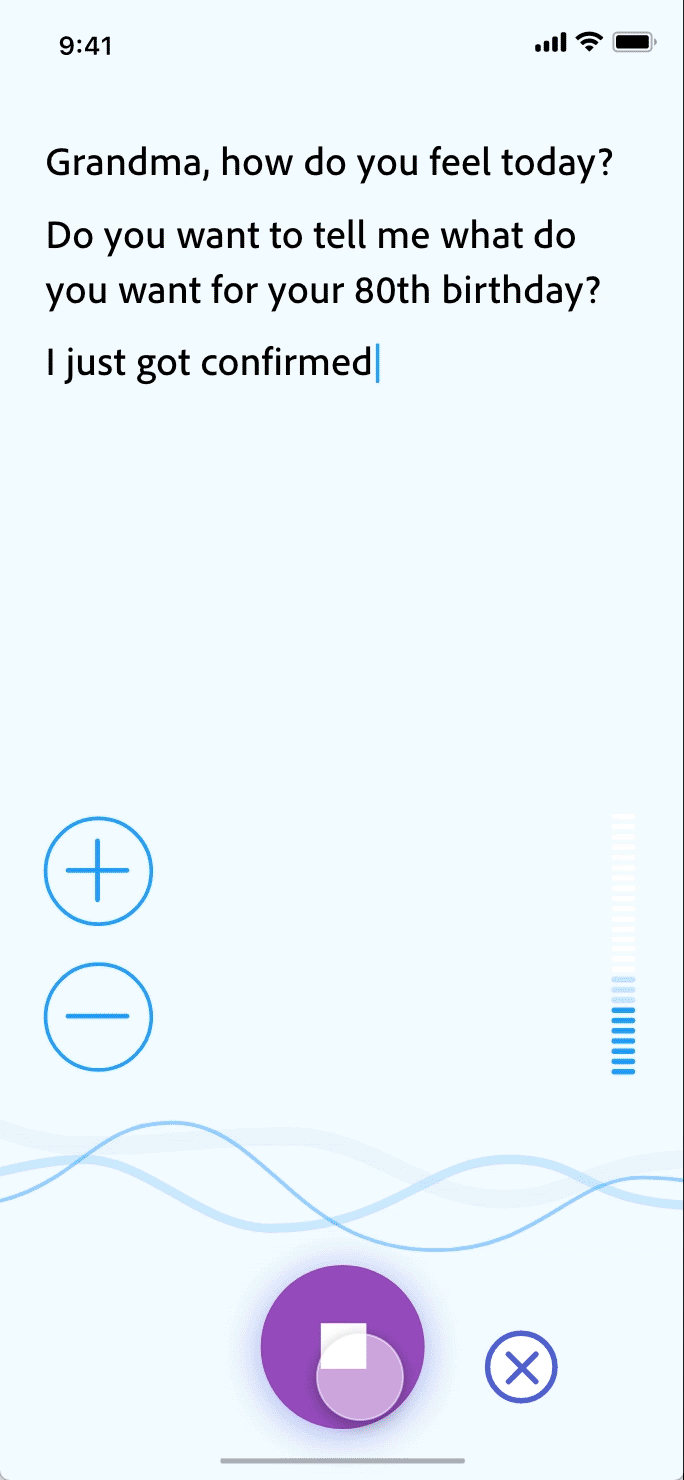 9:41
Grandma, how do you feel today?
Do you want to tell me what do
you want for your 80th birthday?
I just got confirmed